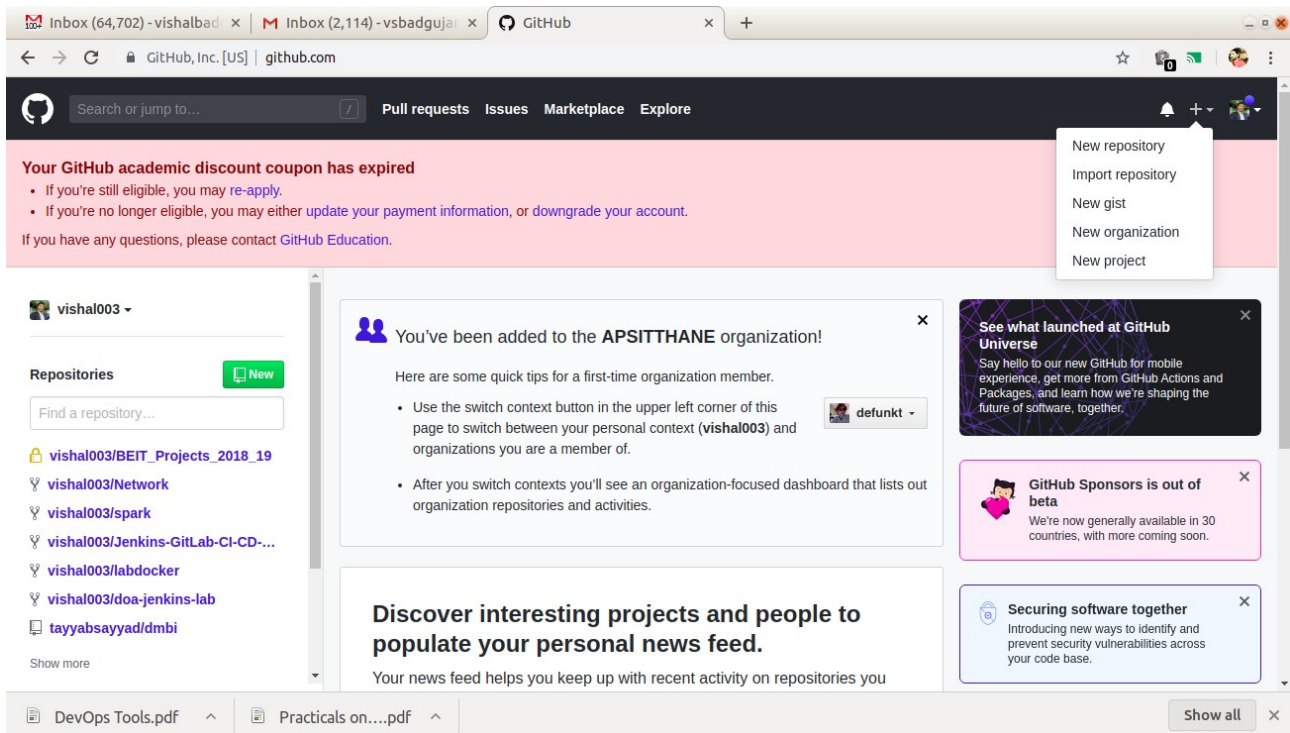 Inbox (64,702) - vishalbad
Inbox (2,114) - vsbadgujar
GitHub
GitHub, Inc. [US] | github.com
0
Search or jump to...
/
Pull requests Issues Marketplace Explore
New repository
Import repository
New gist
New organization
New project
Your GitHub academic discount coupon has expired
• If you're still eligible, you may re-apply.
• If you're no longer eligible, you may either update your payment information, or downgrade your account.
If you have any questions, please contact GitHub Education.
vishal003
Repositories
New
Find a repository…
vishal003/BEIT_Projects_2018_19
vishal003/Network
vishal003/spark
vishal003/Jenkins-GitLab-CI-CD-...
vishal003/labdocker
vishal003/doa-jenkins-lab
tayyabsayyad/dmbi
Show more
You've been added to the APSITTHANE organization!
Here are some quick tips for a first-time organization member.
• Use the switch context button in the upper left corner of this
page to switch between your personal context (vishal003) and
organizations you are a member of.
defunkt
• After you switch contexts you'll see an organization-focused dashboard that lists out
organization repositories and activities.
Discover interesting projects and people to
populate your personal news feed.
Your news feed helps you keep up with recent activity on repositories you
See what launched at GitHub
Universe
Say hello to our new GitHub for mobile
experience, get more from GitHub Actions and
Packages, and learn how we're shaping the
future of software, together.
GitHub Sponsors is out of
beta
We're now generally available in 30
countries, with more coming soon.
Securing software together
Introducing new ways to identify and
prevent security vulnerabilities across
your code base.
DevOps Tools.pdf
Practicals on....pdf
Show all